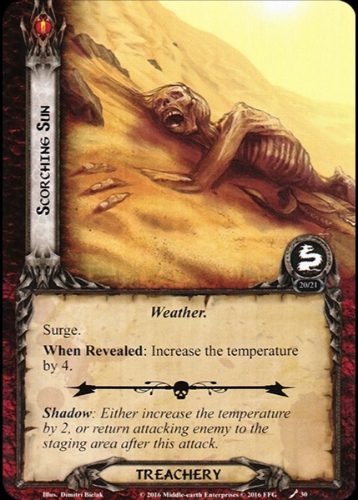 SCORCHING SUN
20/21
Weather.
Surge.
When Revealed: Increase the temperature
by 4.
Shadow: Either increase the temperature
by 2, or return attacking enemy to the
staging area after this attack.
TREACHERY
Illus. Dimitri Bielak © 2016 Middle-earth Enterprises © 2016 FFG 30